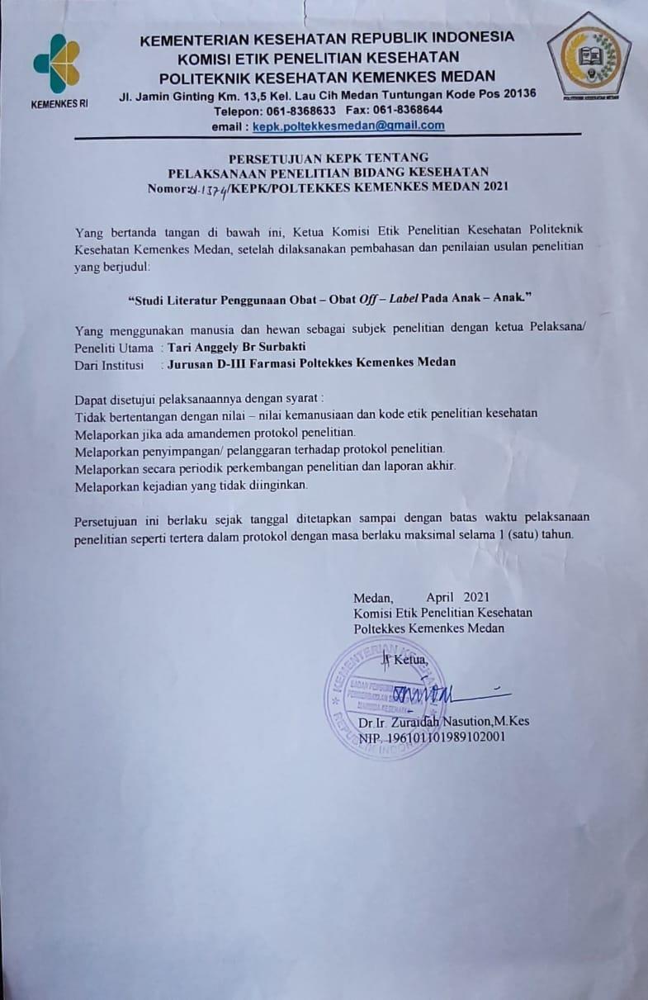 KEMENTERIAN KESEHATAN REPUBLIK INDONESIA
KOMISI ETIK PENELITIAN KESEHATAN
POLITEKNIK KESEHATAN KEMENKES MEDAN
Jl. Jamin Ginting Km. 13,5 Kel. Lau Cih Medan Tuntungan Kode Pos 20136
Telepon: 061-8368633 Fax: 061-8368644
email : kepk.poltekkesmedan@gmail.com
KEMENKES RI
POLITEKNIK KESEHATAN MEDAN
PERSETUJUAN KEPK TENTANG
PELAKSANAAN PENELITIAN BIDANG KESEHATAN
Nomor:01.1374/KEPK/POLTEKKES KEMENKES MEDAN 2021
Yang bertanda tangan di bawah ini, Ketua Komisi Etik Penelitian Kesehatan Politeknik
Kesehatan Kemenkes Medan, setelah dilaksanakan pembahasan dan penilaian usulan penelitian
yang berjudul:
“Studi Literatur Penggunaan Obat – Obat Off – Label Pada Anak – Anak.”
Yang menggunakan manusia dan hewan sebagai subjek penelitian dengan ketua Pelaksana/
Peneliti Utama : Tari Anggely Br Surbakti
Dari Institusi : Jurusan D-III Farmasi Poltekkes Kemenkes Medan
Dapat disetujui pelaksanaannya dengan syarat :
Tidak bertentangan dengan nilai – nilai kemanusiaan dan kode etik penelitian kesehatan
Melaporkan jika ada amandemen protokol penelitian.
Melaporkan penyimpangan/ pelanggaran terhadap protokol penelitian.
Melaporkan secara periodik perkembangan penelitian dan laporan akhir.
Melaporkan kejadian yang tidak diinginkan.
Persetujuan ini berlaku sejak tanggal ditetapkan sampai dengan batas waktu pelaksanaan
penelitian seperti tertera dalam protokol dengan masa berlaku maksimal selama 1 (satu) tahun.
Medan, April 2021
Komisi Etik Penelitian Kesehatan
Poltekkes Kemenkes Medan
Ketua,
KEMENTERIAN
REPUBLIK INDONESIA
Dr.Ir. Zuraidah Nasution,M.Kes
NIP. 196101101989102001